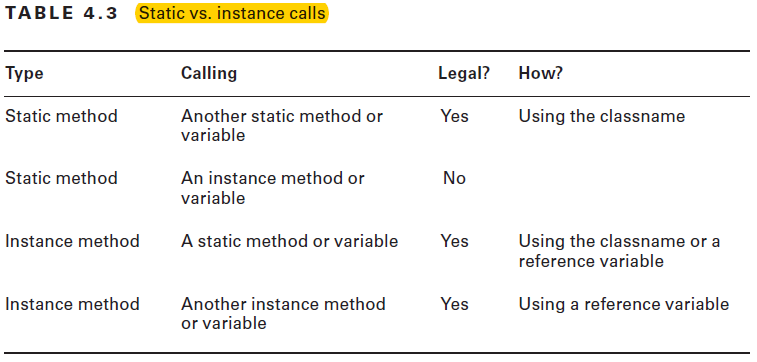 TABLE 4.3 Static vs. instance calls
Type Calling Legal? How?
Static method Another static method or Yes Using the classname
variable
Static method An instance method or No
variable
Instance method A static method or variable Yes Using the classname or a
reference variable
Instance method Another instance method Yes Using a reference variable
or variable